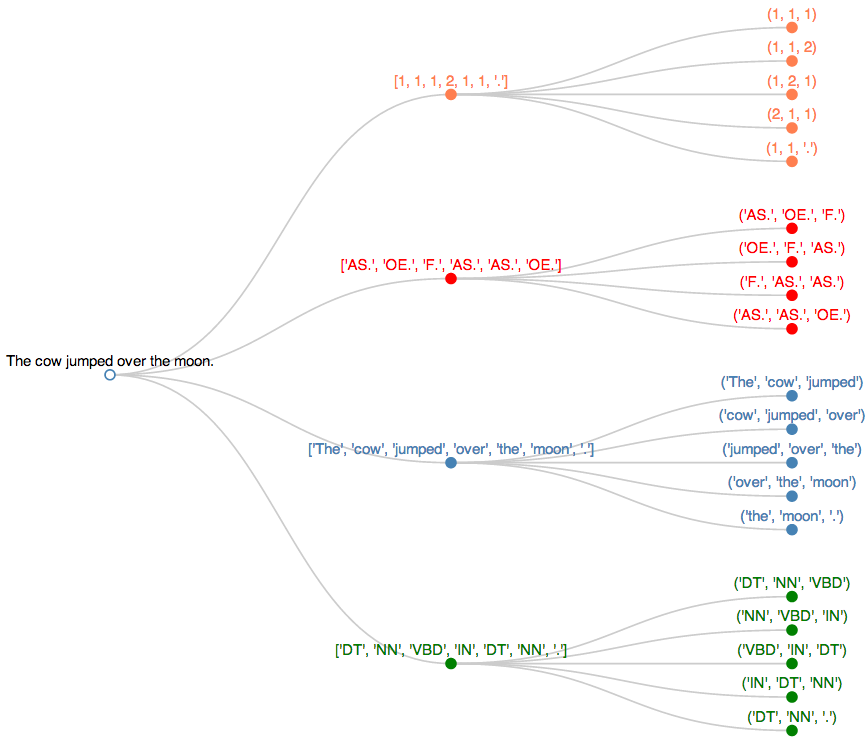 (1, 1, 1)
(1, 1, 2)
[1, 1, 1, 2, 1, 1, '.']
(1, 2, 1)
(2, 1, 1)
(1, 1, '.')
('AS.', 'OE.', 'F.')
('OE.', 'F.', 'AS.')
['AS.', 'OE.', 'F.', 'AS.', 'AS.', 'OE.']
('F.', 'AS.', 'AS.')
('AS.', 'AS.', 'OE.')
The cow jumped over the moon.
('The', 'cow', 'jumped')
('cow', 'jumped', 'over')
['The', 'cow', 'jumped', 'over', 'the', 'moon', '.']
('jumped', 'over', 'the')
('over', 'the', 'moon')
('the', 'moon', '.')
('DT', 'NN', 'VBD')
('NN', 'VBD', 'IN')
['DT', 'NN', 'VBD', 'IN', 'DT', 'NN', '.']
('VBD', 'IN', 'DT')
('IN', 'DT', 'NN')
('DT', 'NN', '.')